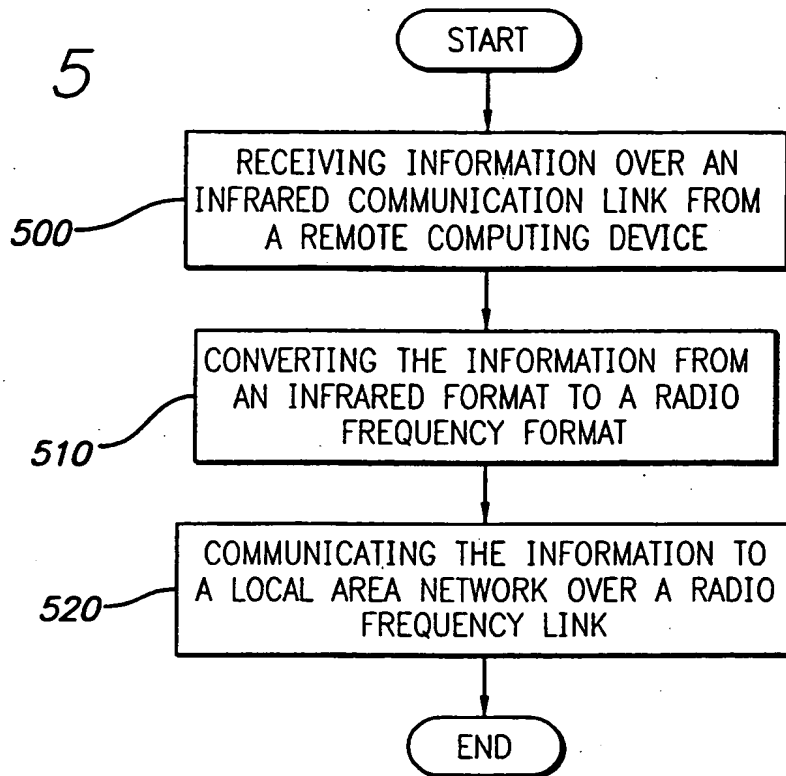 5
START
RECEIVING INFORMATION OVER AN
INFRARED COMMUNICATION LINK FROM
A REMOTE COMPUTING DEVICE
500
CONVERTING THE INFORMATION FROM
AN INFRARED FORMAT TO A RADIO
FREQUENCY FORMAT
510
COMMUNICATING THE INFORMATION TO
A LOCAL AREA NETWORK OVER A RADIO
FREQUENCY LINK
520
END